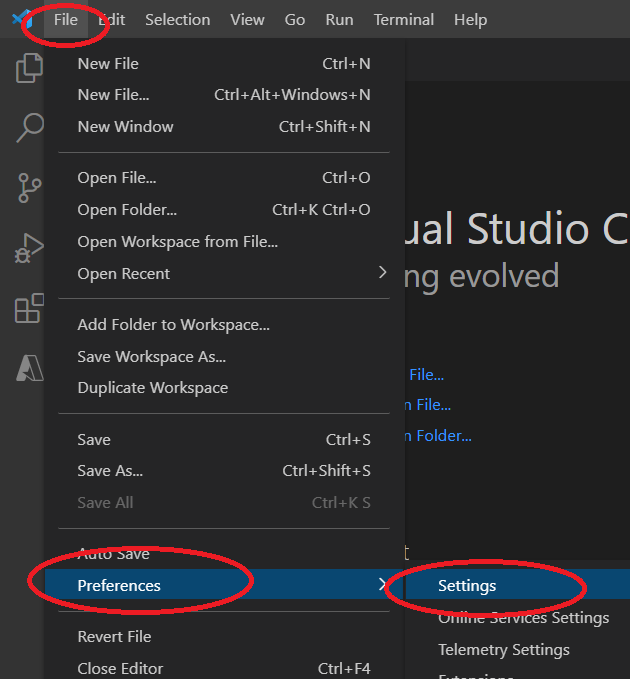 File Edit Selection View Go Run Terminal Help
New File Ctrl+N
New File... Ctrl+Alt+Windows+N
New Window Ctrl+Shift+N
Open File... Ctrl+O
Open Folder... Ctrl+K Ctrl+O
Open Workspace from File...
Open Recent
Add Folder to Workspace...
Save Workspace As...
Duplicate Workspace
Save Ctrl+S
Save As... Ctrl+Shift+S
Save All Ctrl+K S
Auto Save
Preferences
Revert File
Close Editor Ctrl+F4
ual Studio C
ng evolved
File...
n File...
n Folder...
t
Settings
Online Services Settings
Telemetry Settings
Extensions